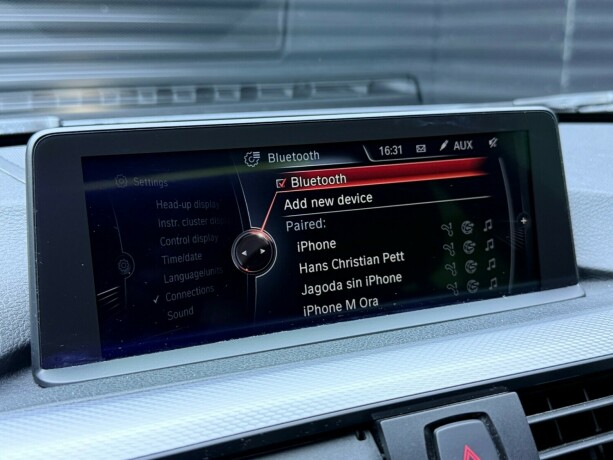 Bluetooth
16:31
AUX
Settings
Head-up display
Instr. cluster display
Control display
Time/date
Language/units
Connections
Sound
Bluetooth
Add new device
Paired:
iPhone
Hans Christian Pett
Jagoda sin iPhone
iPhone M Ora